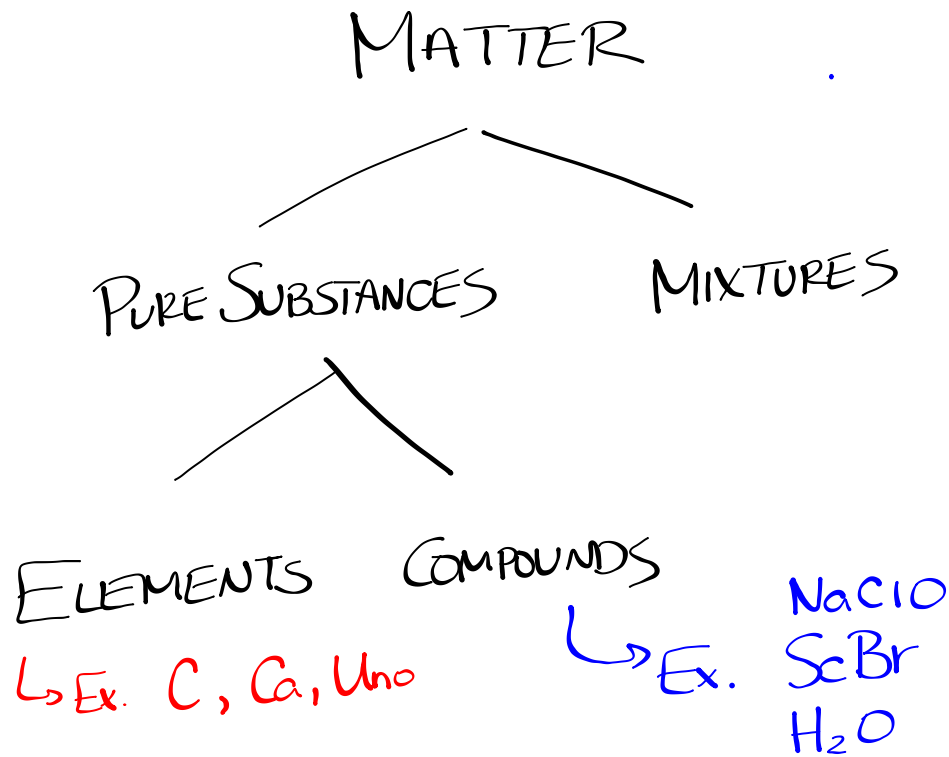 MATTER
PURE SUBSTANCES
MIXTURES
ELEMENTS
COMPOUNDS
Ex. C, Ca, Uno
Ex. NaClO
ScBr
H₂O